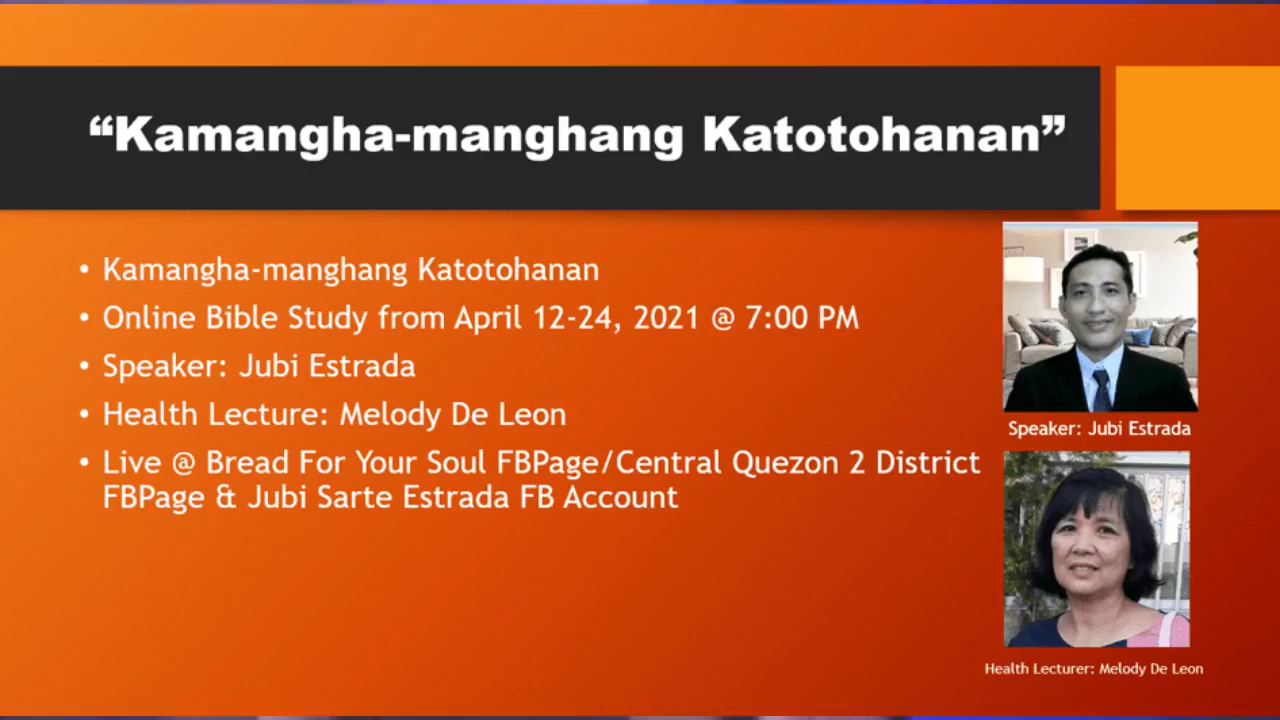 “Kamangha-manghang Katotohanan”
• Kamangha-manghang Katotohanan
• Online Bible Study from April 12-24, 2021 @ 7:00 PM
• Speaker: Jubi Estrada
• Health Lecture: Melody De Leon
• Live @ Bread For Your Soul FBPage/Central Quezon 2 District
FBPage & Jubi Sarte Estrada FB Account
Speaker: Jubi Estrada
Health Lecturer: Melody De Leon